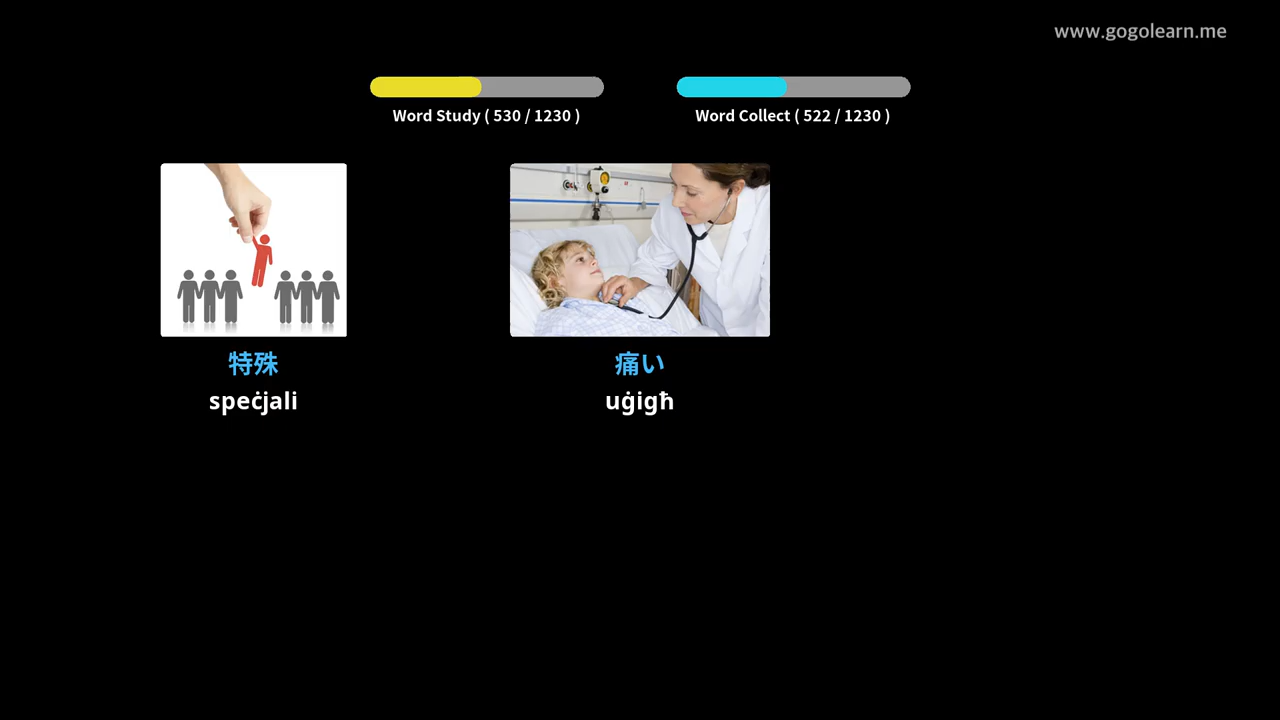 www.gogolearn.me
Word Study ( 530 / 1230 )
Word Collect ( 522 / 1230 )
特殊
speċjali
痛い
uġigħ